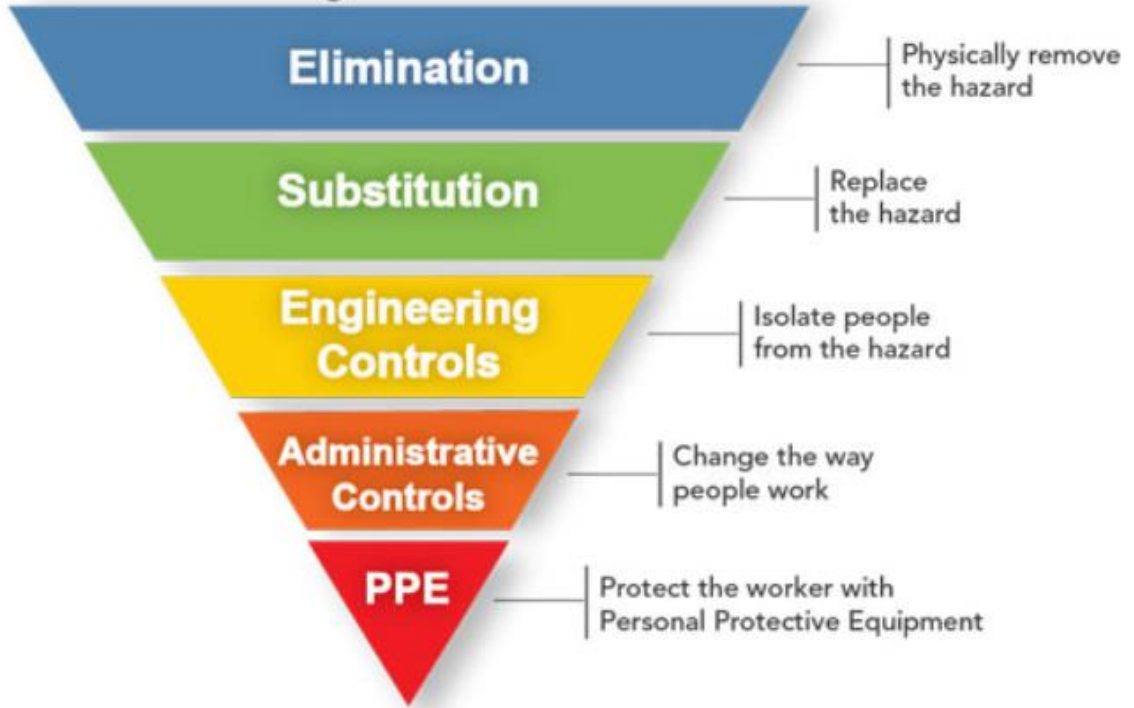 Elimination
Physically remove
the hazard
Substitution
Replace
the hazard
Engineering
Controls
Isolate people
from the hazard
Administrative
Controls
Change the way
people work
PPE
Protect the worker with
Personal Protective Equipment